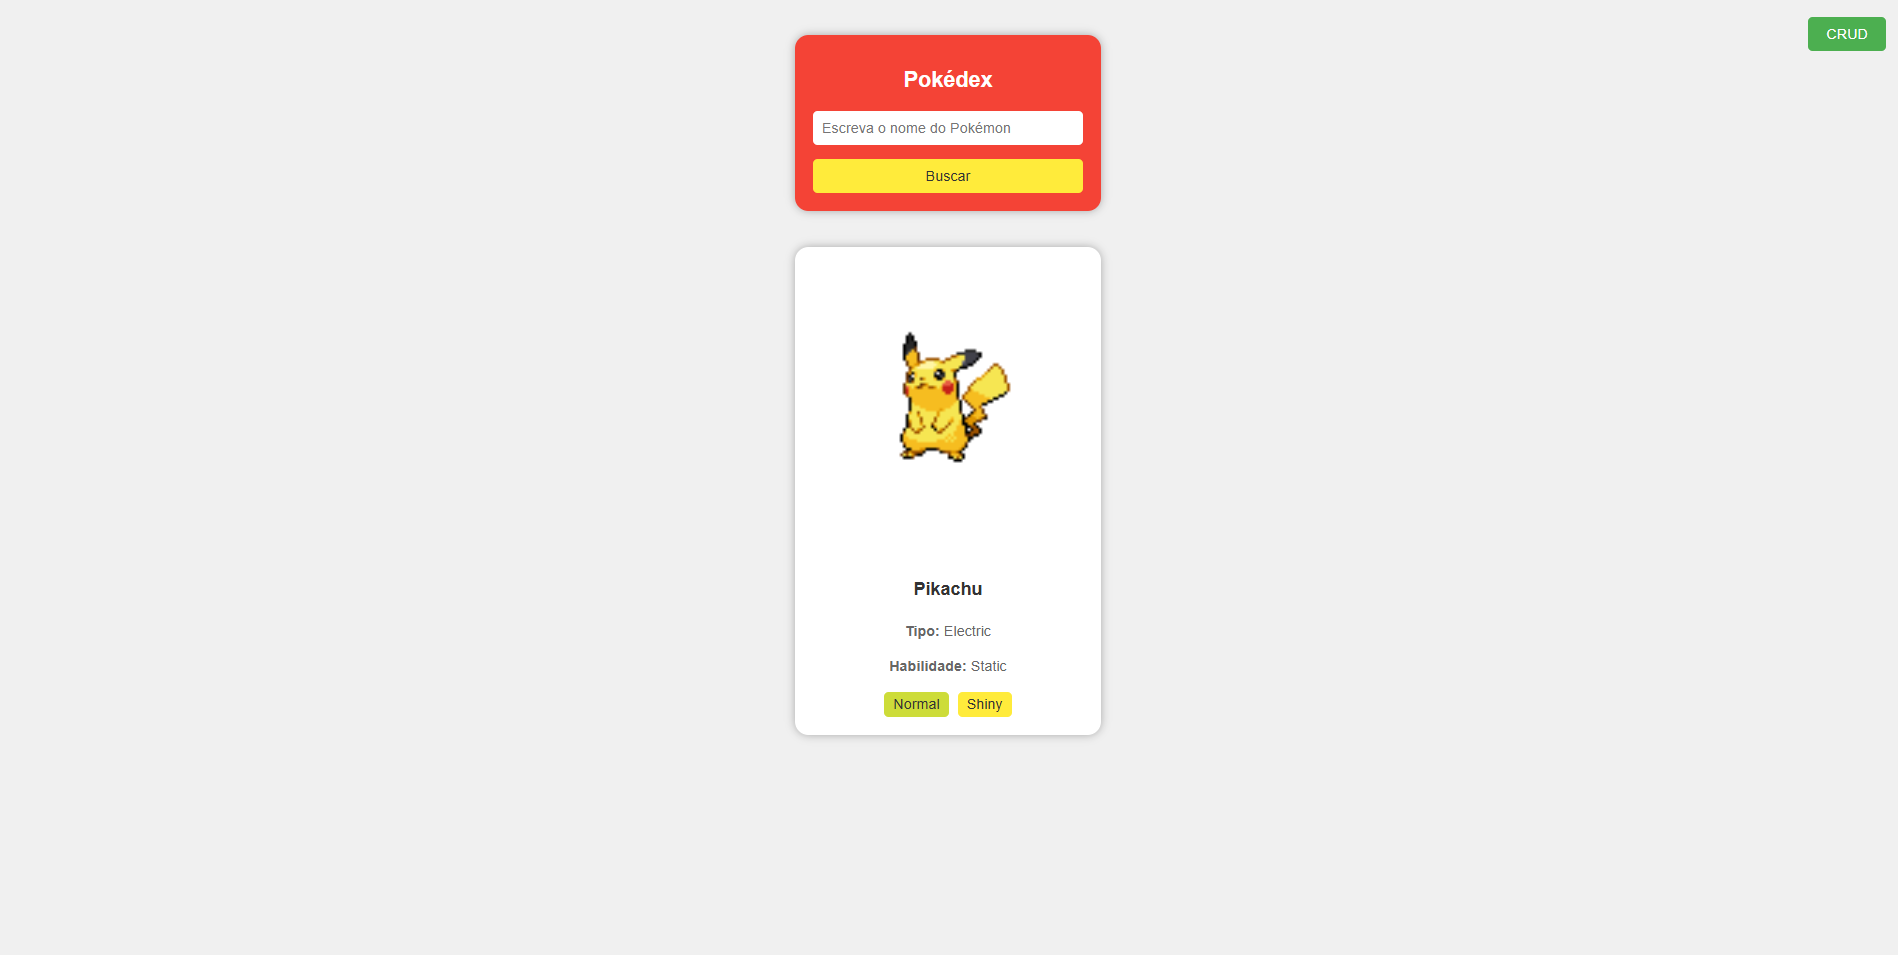 CRUD
Pokédex
Escreva o nome do Pokémon
Buscar
Pikachu
Tipo: Electric
Habilidade: Static
Normal Shiny